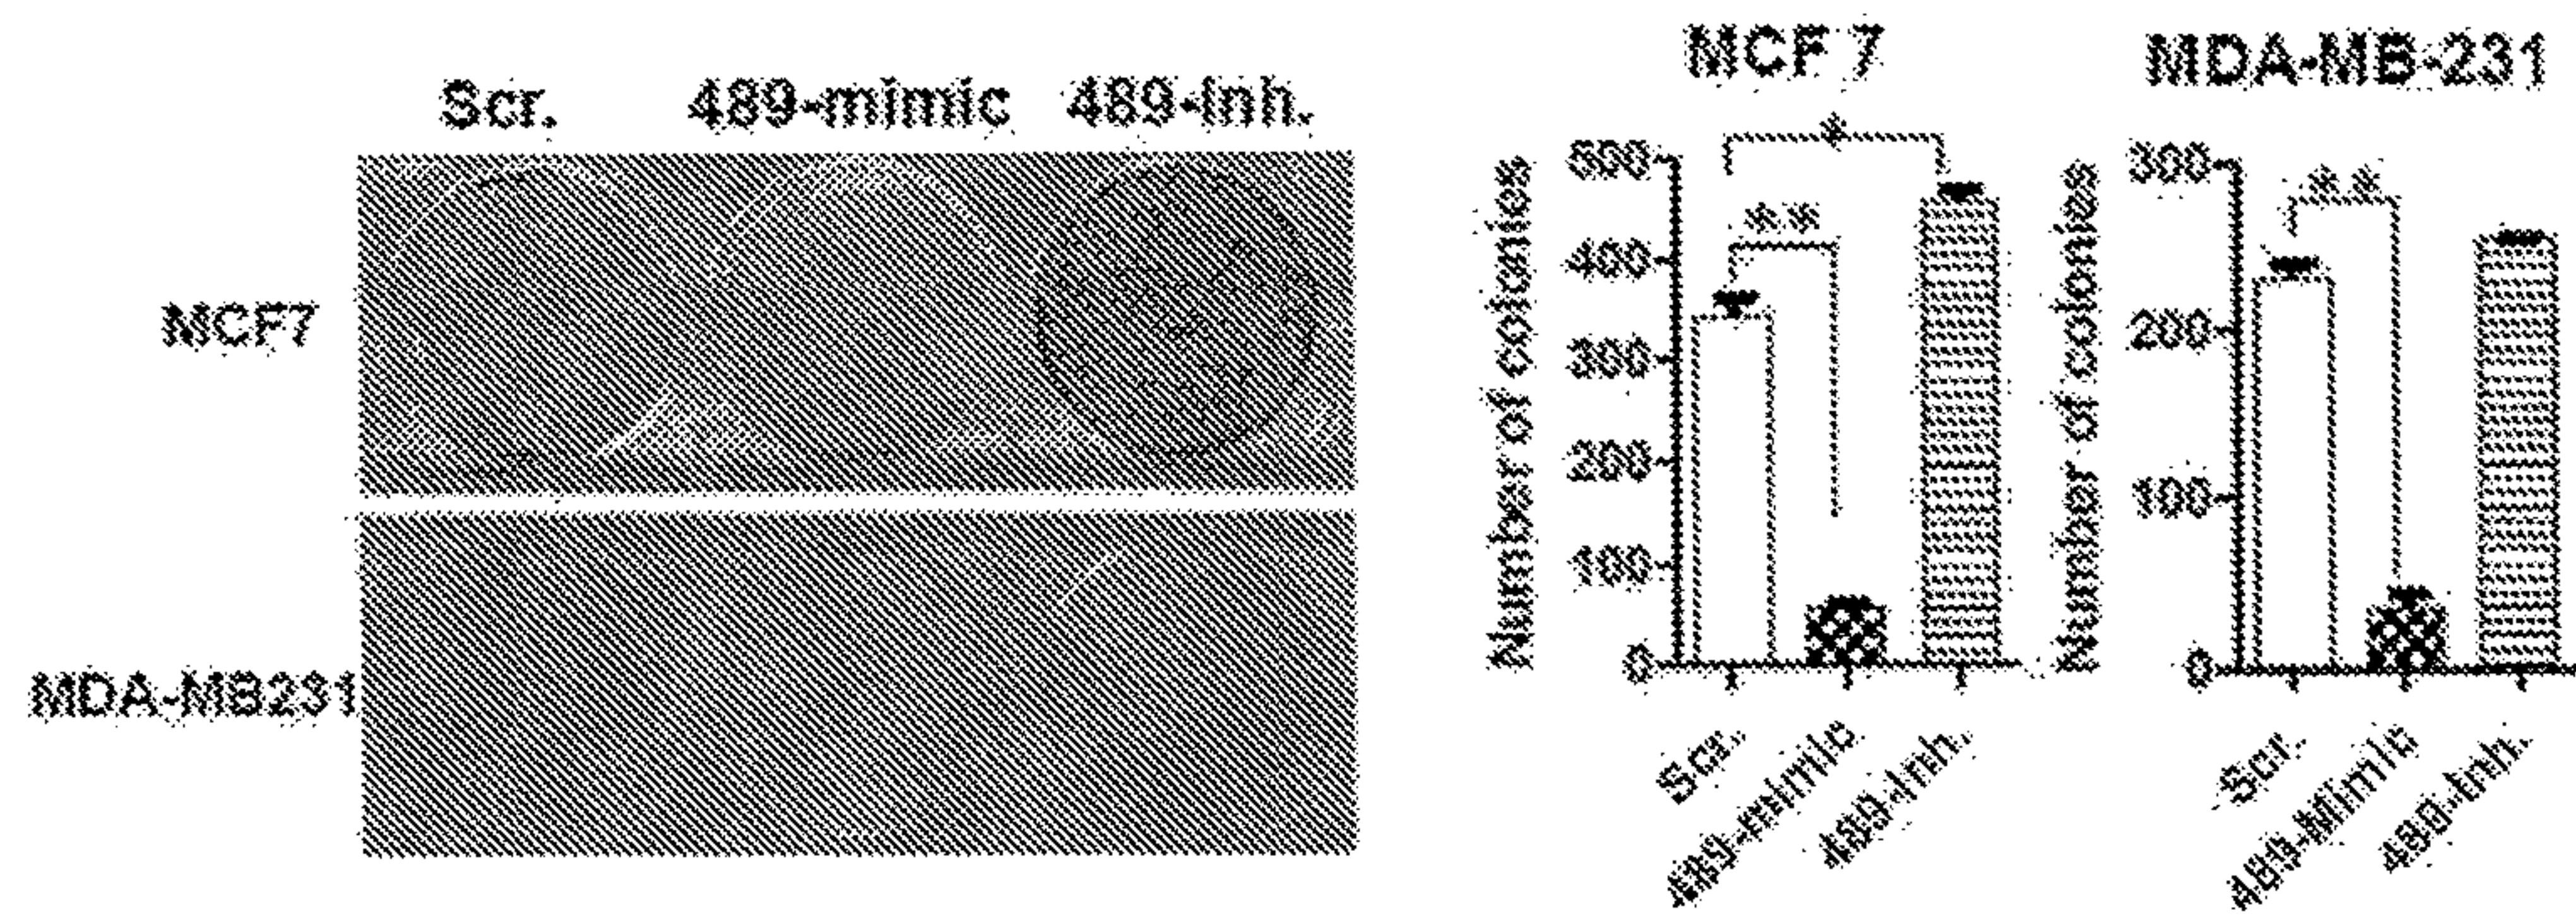 Scr. 489-mimic 489-Inh.
MCF7
MDA-MB231
MCF 7
Number of colonies
500
400
300
200
100
0
*
**
Scr.
489-mimic
489-Inh.
MDA-MB-231
Number of colonies
300
200
100
0
**
Scr.
489-Mimic
489-Inh.